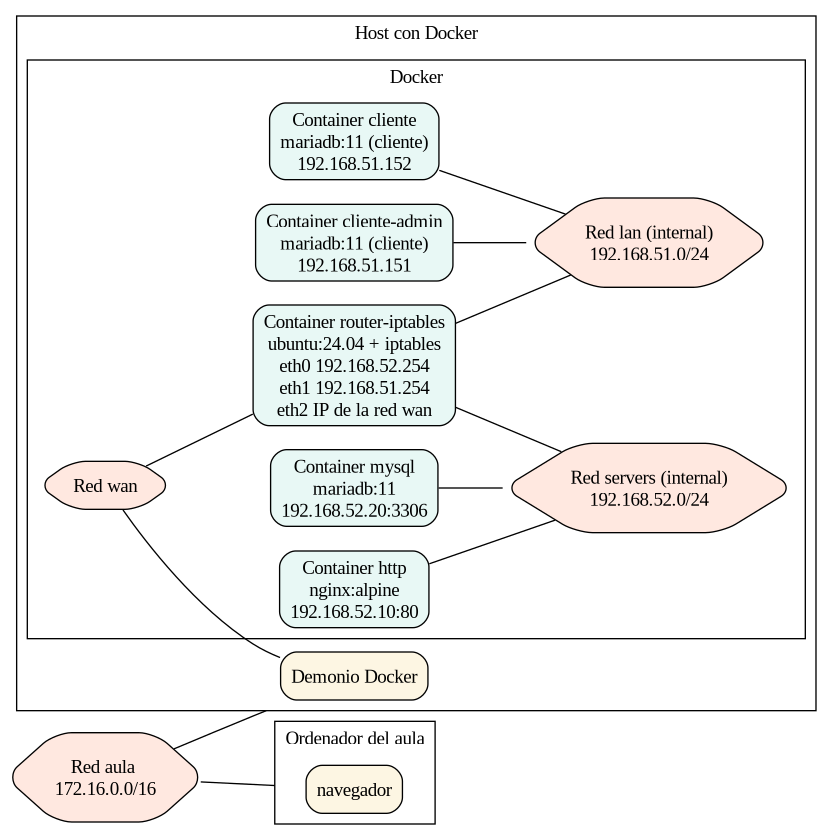 Host con Docker
Docker
Container cliente
mariadb:11 (cliente)
192.168.51.152
Container cliente-admin
mariadb:11 (cliente)
192.168.51.151
Red lan (internal)
192.168.51.0/24
Container router-iptables
ubuntu:24.04 + iptables
eth0 192.168.52.254
eth1 192.168.51.254
eth2 IP de la red wan
Red wan
Container mysql
mariadb:11
192.168.52.20:3306
Red servers (internal)
192.168.52.0/24
Container http
nginx:alpine
192.168.52.10:80
Demonio Docker
Ordenador del aula
Red aula
172.16.0.0/16
navegador